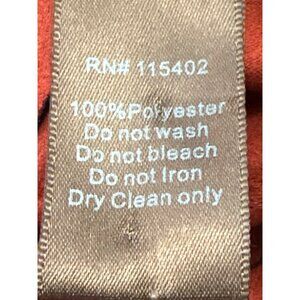 RN# 115402
100%Polyester
Do not wash
Do not bleach
Do not Iron
Dry Clean only